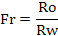 Fr = Ro
Rw